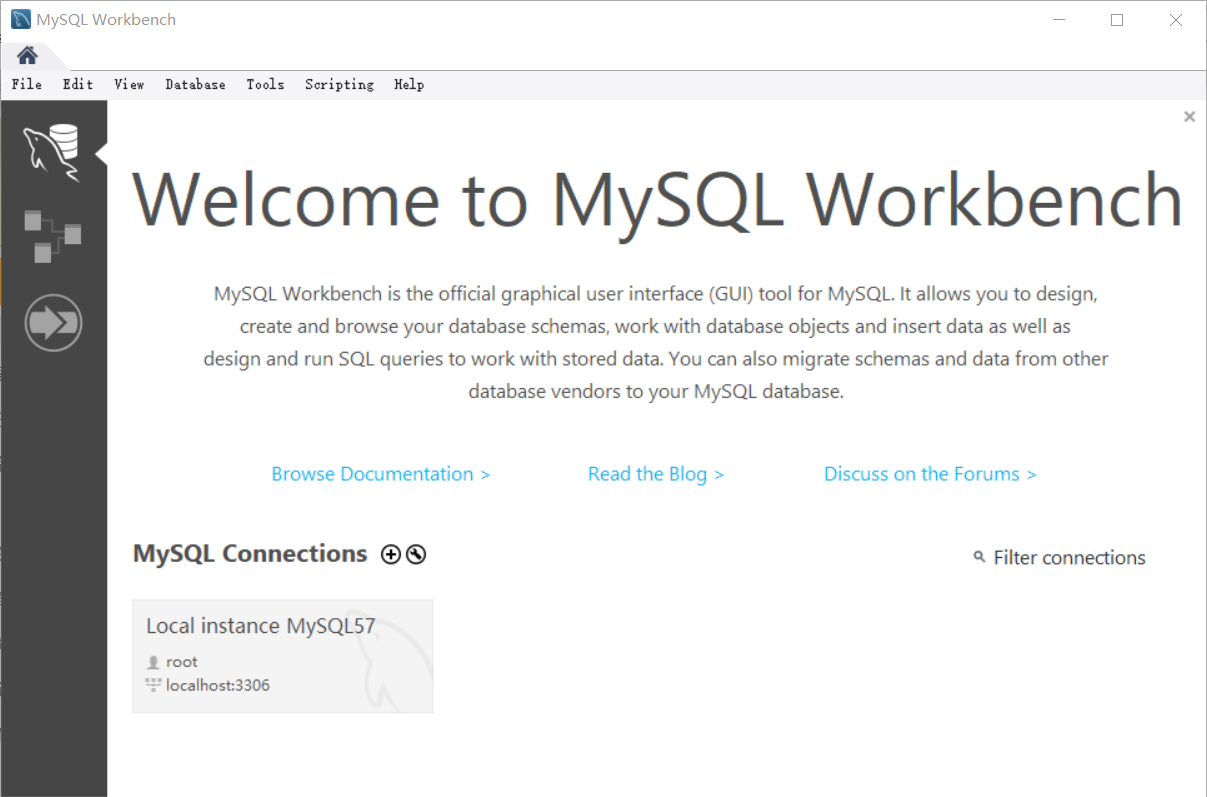 MySQL Workbench
File Edit View Database Tools Scripting Help
Welcome to MySQL Workbench
MySQL Workbench is the official graphical user interface (GUI) tool for MySQL. It allows you to design,
create and browse your database schemas, work with database objects and insert data as well as
design and run SQL queries to work with stored data. You can also migrate schemas and data from other
database vendors to your MySQL database.
Browse Documentation > Read the Blog > Discuss on the Forums >
MySQL Connections Filter connections
Local instance MySQL57
root
localhost:3306